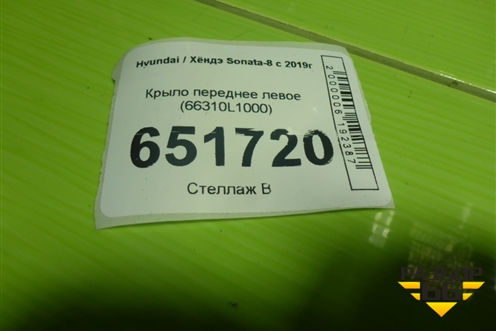 Hyundai / Хёндэ Sonata-8 с 2019г
Крыло переднее левое
(66310L1000)
651720
Стеллаж В
2000006192387